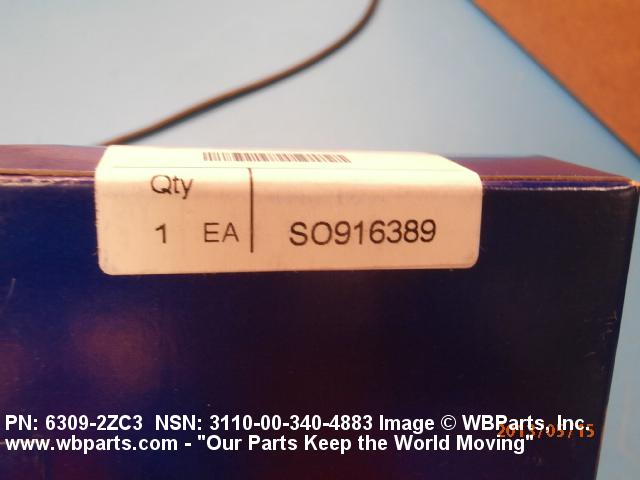 Qty
1 EA SO916389
PN: 6309-2ZC3 NSN: 3110-00-340-4883 Image © WBParts, Inc.
www.wbparts.com - "Our Parts Keep the World Moving"